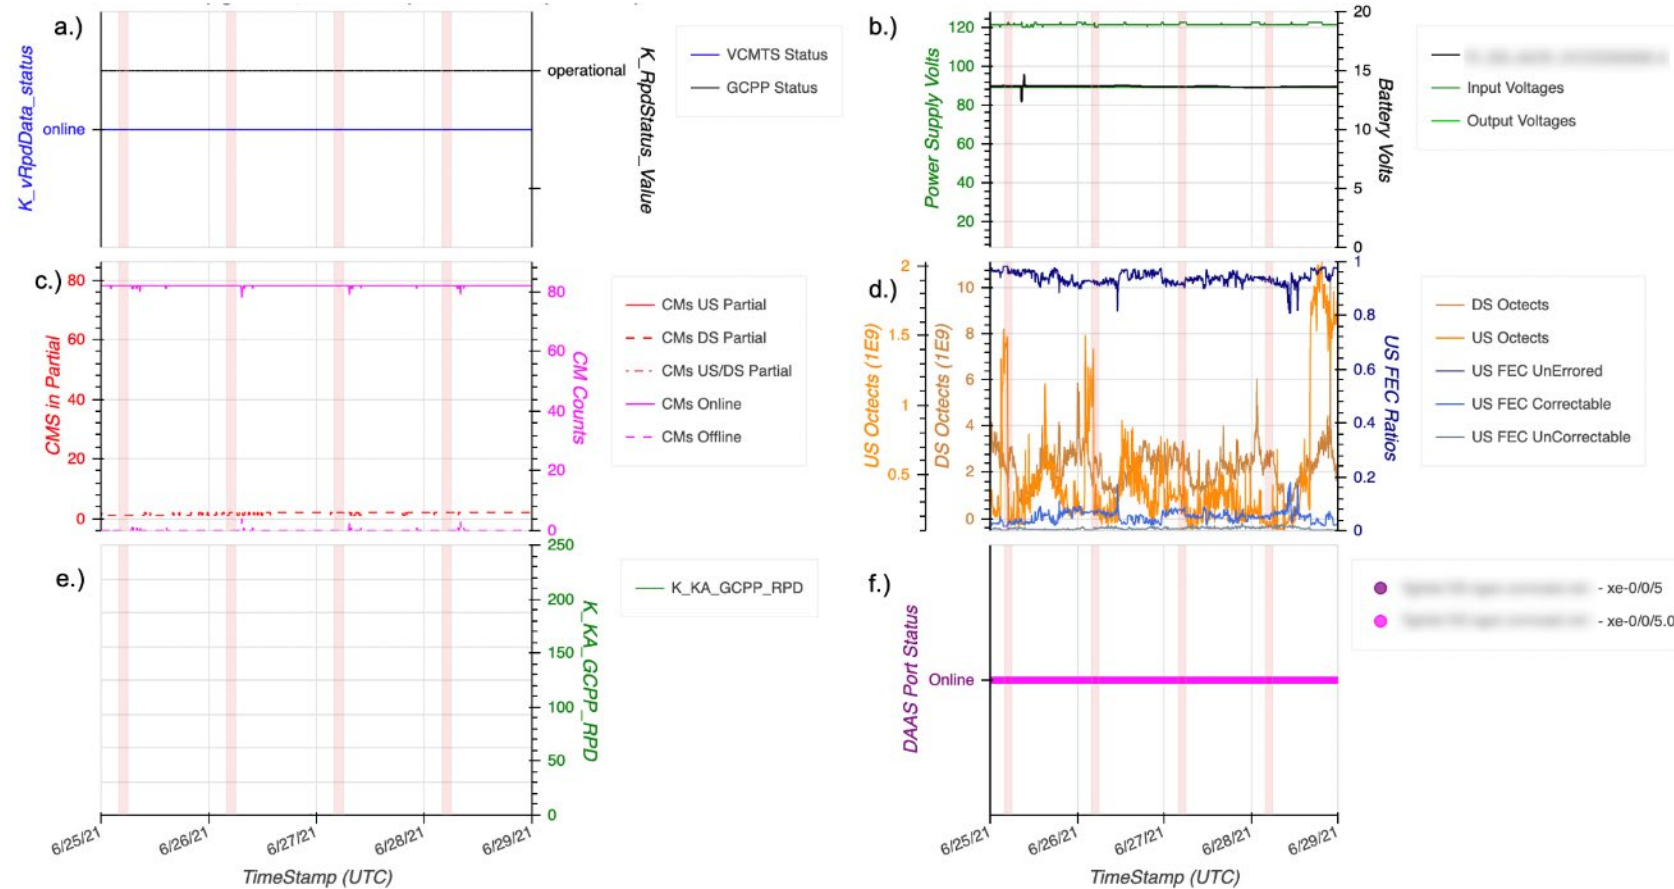 a.)
K_vRpdData_status
online
operational
K_RpdStatus_Value
VCMTS Status
GCPP Status
b.)
Power Supply Volts
120
100
80
60
40
20
20
15
10
5
0
Battery Volts
Input Voltages
Output Voltages
c.)
CMS in Partial
80
60
40
20
0
80
60
40
20
0
CM Counts
CMs US Partial
CMs DS Partial
CMs US/DS Partial
CMs Online
CMs Offline
d.)
US Octects (1E9)
2
1.5
1
0.5
DS Octects (1E9)
10
8
6
4
2
0
1
0.8
0.6
0.4
0.2
0
US FEC Ratios
DS Octects
US Octects
US FEC UnErrored
US FEC Correctable
US FEC UnCorrectable
e.)
250
200
150
100
50
0
K_KA_GCPP_RPD
K_KA_GCPP_RPD
6/25/21
6/26/21
6/27/21
6/28/21
6/29/21
TimeStamp (UTC)
f.)
DAAS Port Status
Online
- xe-0/0/5
- xe-0/0/5.0
6/25/21
6/26/21
6/27/21
6/28/21
6/29/21
TimeStamp (UTC)